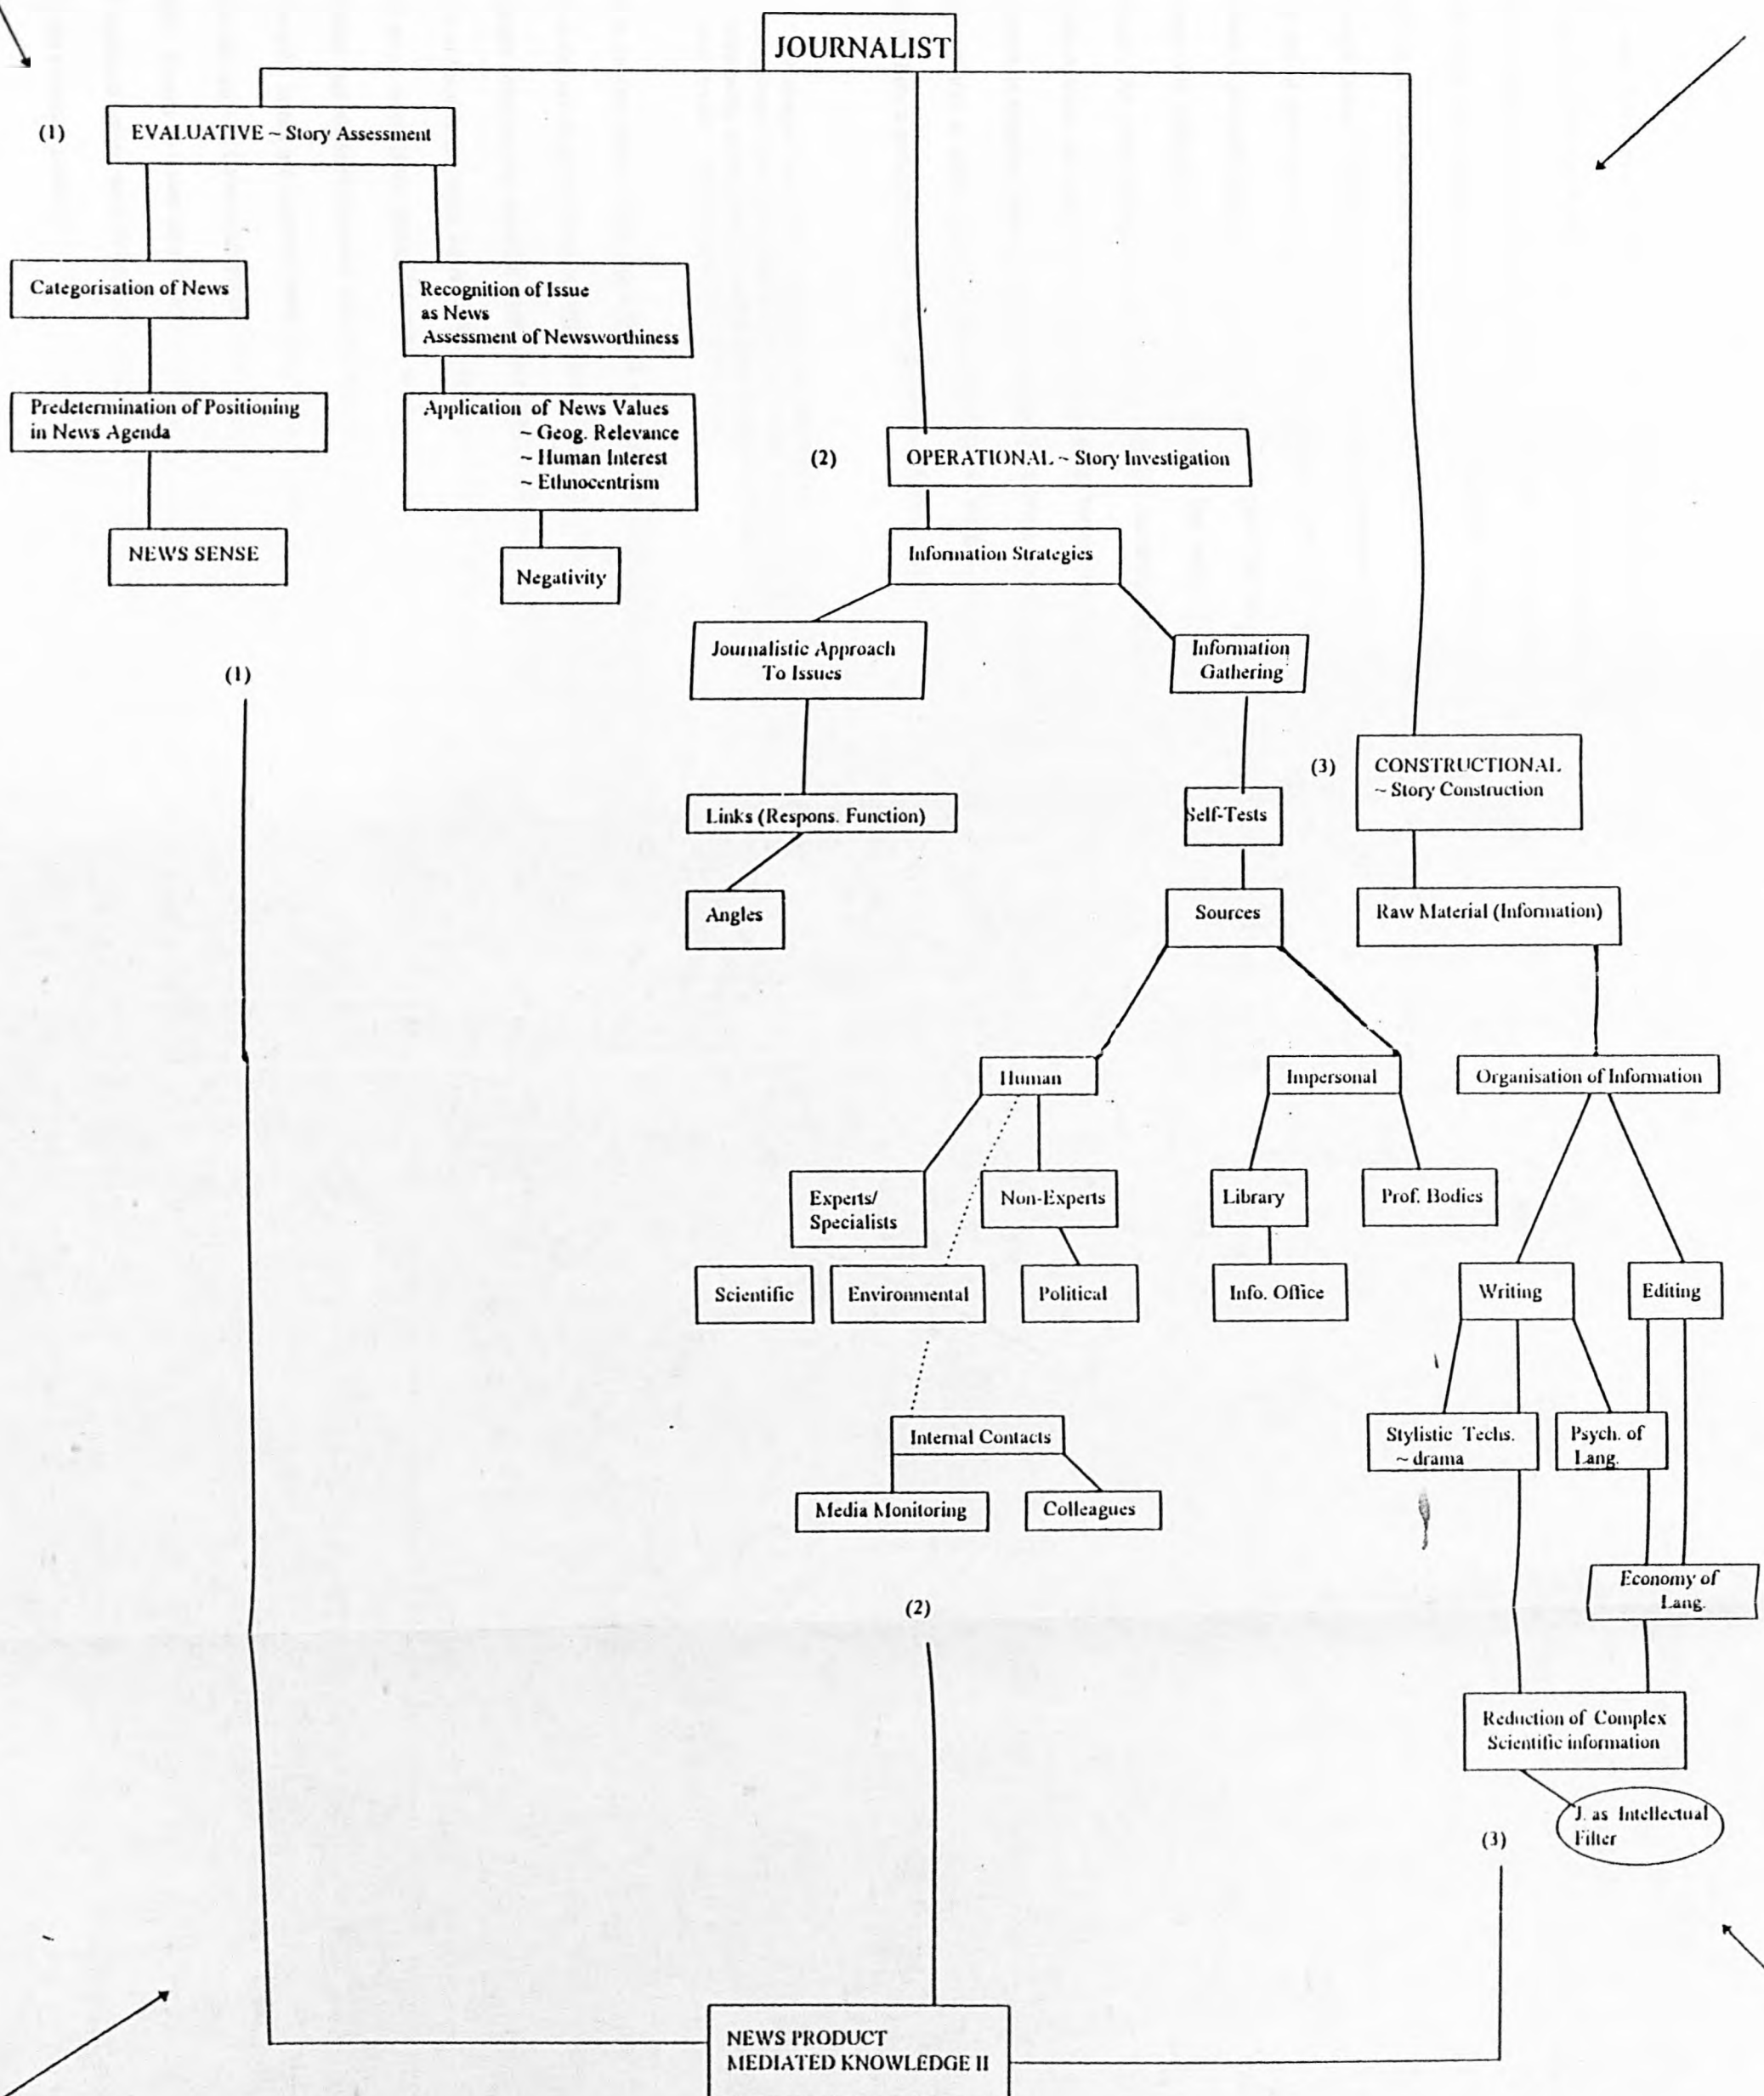 JOURNALIST
(1)
EVALUATIVE ~ Story Assessment
Categorisation of News
Recognition of Issue
as News
Assessment of Newsworthiness
Predetermination of Positioning
in News Agenda
Application of News Values
~ Geog. Relevance
~ Human Interest
~ Ethnocentrism
NEWS SENSE
Negativity
(2)
OPERATIONAL ~ Story Investigation
Information Strategies
Journalistic Approach
To Issues
Information
Gathering
(1)
Links (Respons. Function)
Self-Tests
Angles
Sources
(3)
CONSTRUCTIONAL
~ Story Construction
Raw Material (Information)
Human
Impersonal
Organisation of Information
Experts/
Specialists
Non-Experts
Library
Prof. Bodies
Scientific
Environmental
Political
Info. Office
Writing
Editing
Internal Contacts
Stylistic Techs.
~ drama
Psych. of
Lang.
Media Monitoring
Colleagues
Economy of
Lang.
(2)
Reduction of Complex
Scientific information
J. as Intellectual
Filter
(3)
NEWS PRODUCT
MEDIATED KNOWLEDGE II